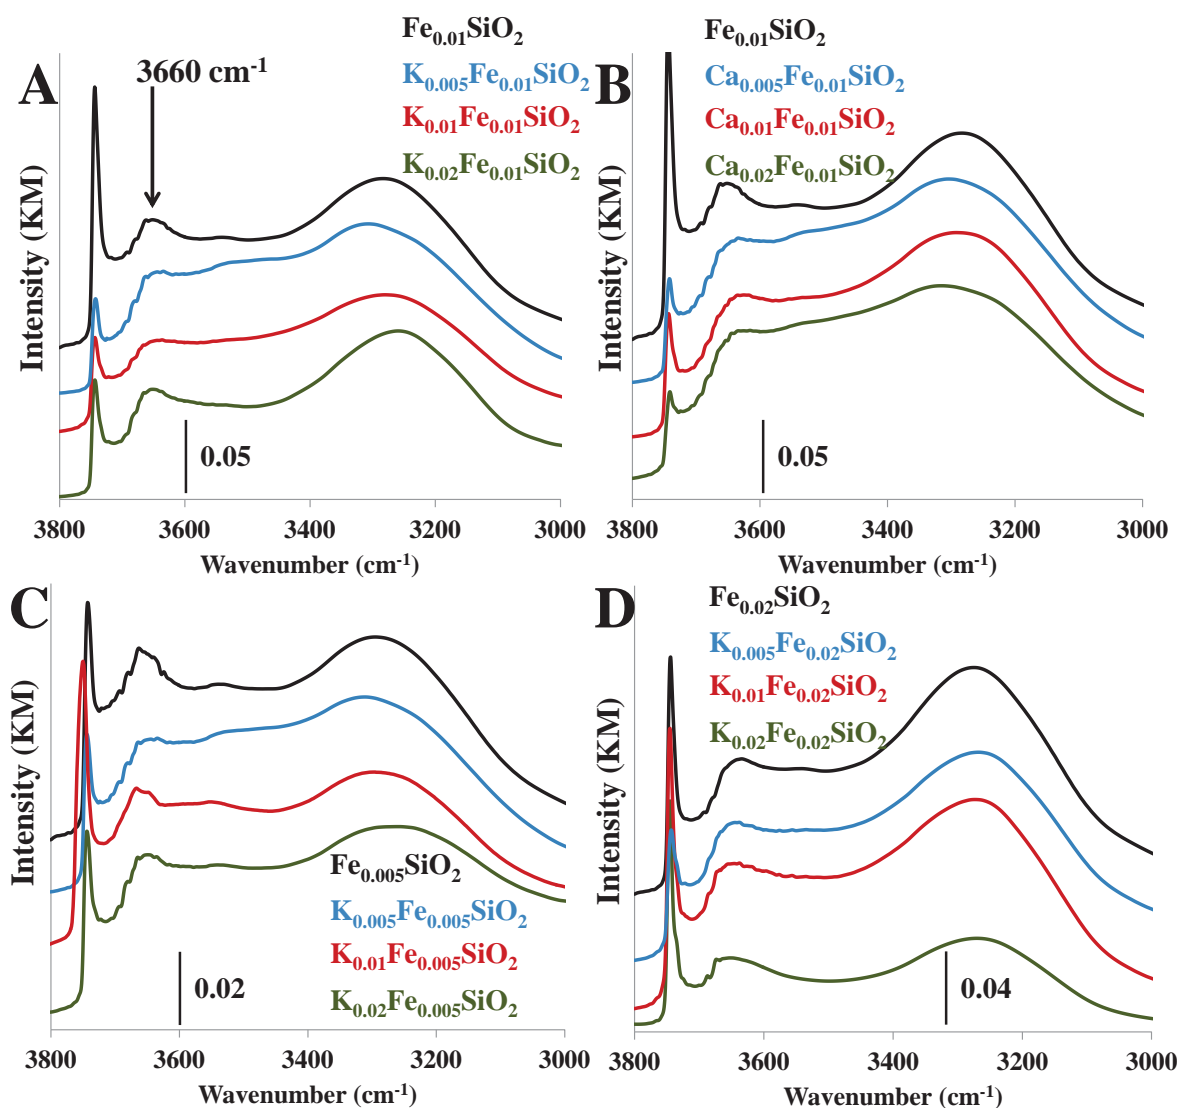 A
3660 cm⁻¹
Fe₀.₀₁SiO₂
K₀.₀₀₅Fe₀.₀₁SiO₂
K₀.₀₁Fe₀.₀₁SiO₂
K₀.₀₂Fe₀.₀₁SiO₂
Intensity (KM)
0.05
3800 3600 3400 3200 3000
Wavenumber (cm⁻¹)
B
Fe₀.₀₁SiO₂
Ca₀.₀₀₅Fe₀.₀₁SiO₂
Ca₀.₀₁Fe₀.₀₁SiO₂
Ca₀.₀₂Fe₀.₀₁SiO₂
Intensity (KM)
0.05
3800 3600 3400 3200 3000
Wavenumber (cm⁻¹)
C
Intensity (KM)
Fe₀.₀₀₅SiO₂
K₀.₀₀₅Fe₀.₀₀₅SiO₂
K₀.₀₁Fe₀.₀₀₅SiO₂
K₀.₀₂Fe₀.₀₀₅SiO₂
0.02
3800 3600 3400 3200 3000
Wavenumber (cm⁻¹)
D
Fe₀.₀₂SiO₂
K₀.₀₀₅Fe₀.₀₂SiO₂
K₀.₀₁Fe₀.₀₂SiO₂
K₀.₀₂Fe₀.₀₂SiO₂
Intensity (KM)
0.04
3800 3600 3400 3200 3000
Wavenumber (cm⁻¹)